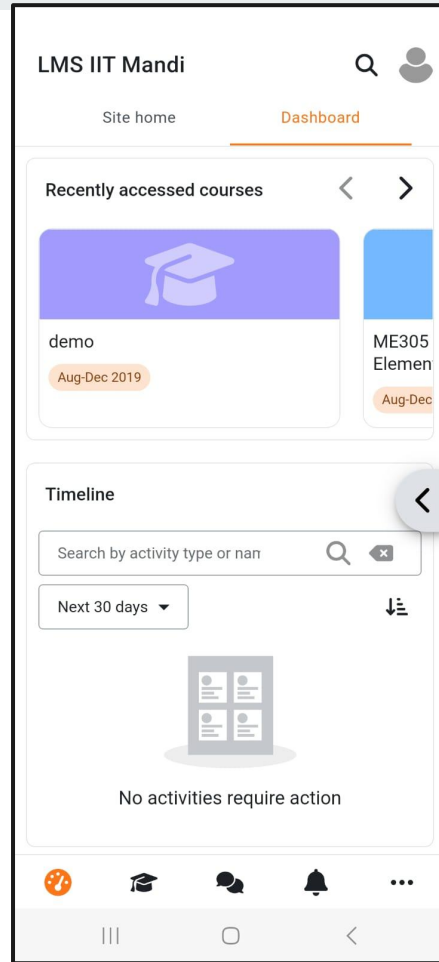 LMS IIT Mandi
Site home
Dashboard
Recently accessed courses
demo
Aug-Dec 2019
ME305
Elemen
Aug-Dec
Timeline
Search by activity type or nam
Next 30 days
No activities require action